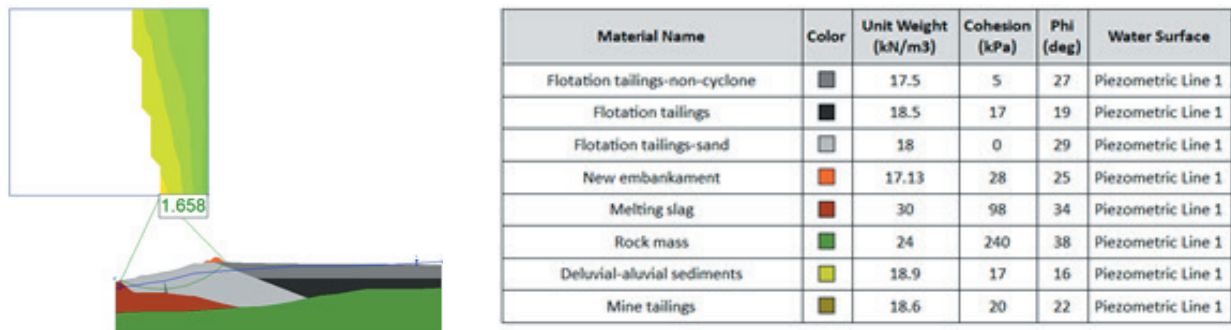 1.658
Material Name Color Unit Weight (kN/m3) Cohesion (kPa) Phi (deg) Water Surface
Flotation tailings-non-cyclone 17.5 5 27 Piezometric Line 1
Flotation tailings 18.5 17 19 Piezometric Line 1
Flotation tailings-sand 18 0 29 Piezometric Line 1
New embankament 17.13 28 25 Piezometric Line 1
Melting slag 30 98 34 Piezometric Line 1
Rock mass 24 240 38 Piezometric Line 1
Deluvial-aluvial sediments 18.9 17 16 Piezometric Line 1
Mine tailings 18.6 20 22 Piezometric Line 1